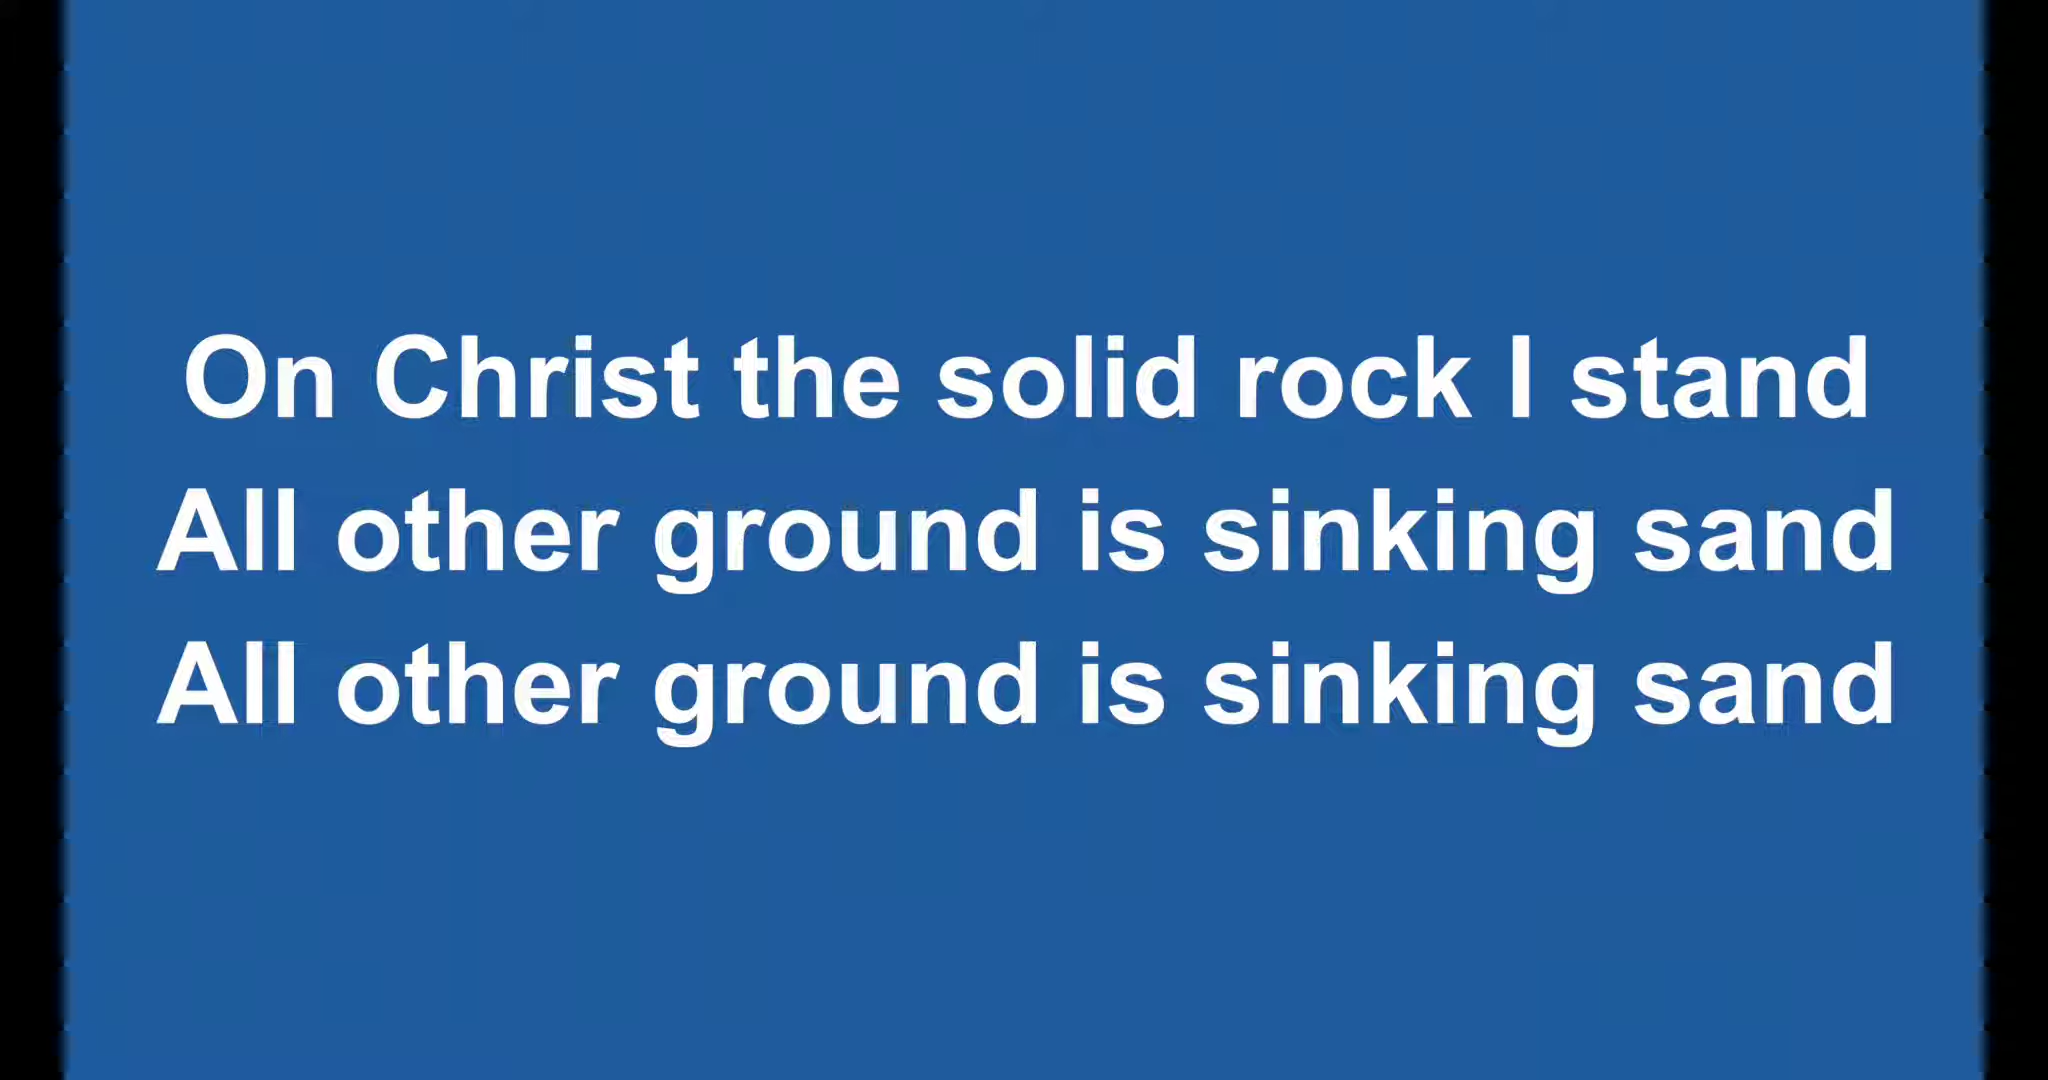 On Christ the solid rock I stand
All other ground is sinking sand
All other ground is sinking sand